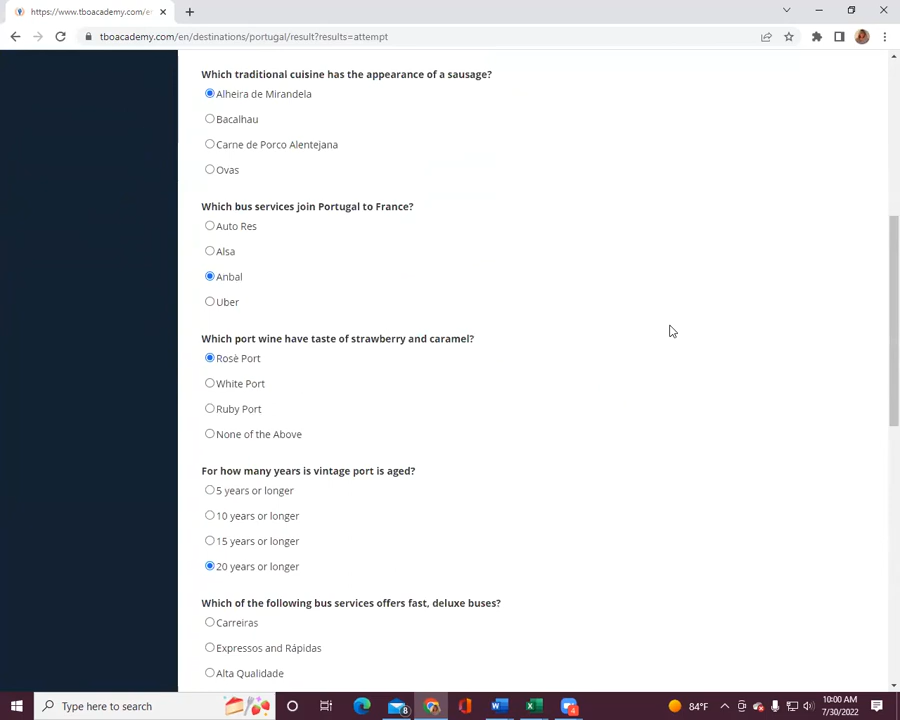 https://www.tboacademy.com/e
tboacademy.com/en/destinations/portugal/result?results=attempt
Which traditional cuisine has the appearance of a sausage?
Alheira de Mirandela
Bacalhau
Carne de Porco Alentejana
Ovas
Which bus services join Portugal to France?
Auto Res
Alsa
Anbal
Uber
Which port wine have taste of strawberry and caramel?
Rosè Port
White Port
Ruby Port
None of the Above
For how many years is vintage port is aged?
5 years or longer
10 years or longer
15 years or longer
20 years or longer
Which of the following bus services offers fast, deluxe buses?
Carreiras
Expressos and Rápidas
Alta Qualidade
Type here to search
8
4
84°F
10:00 AM
7/30/2022